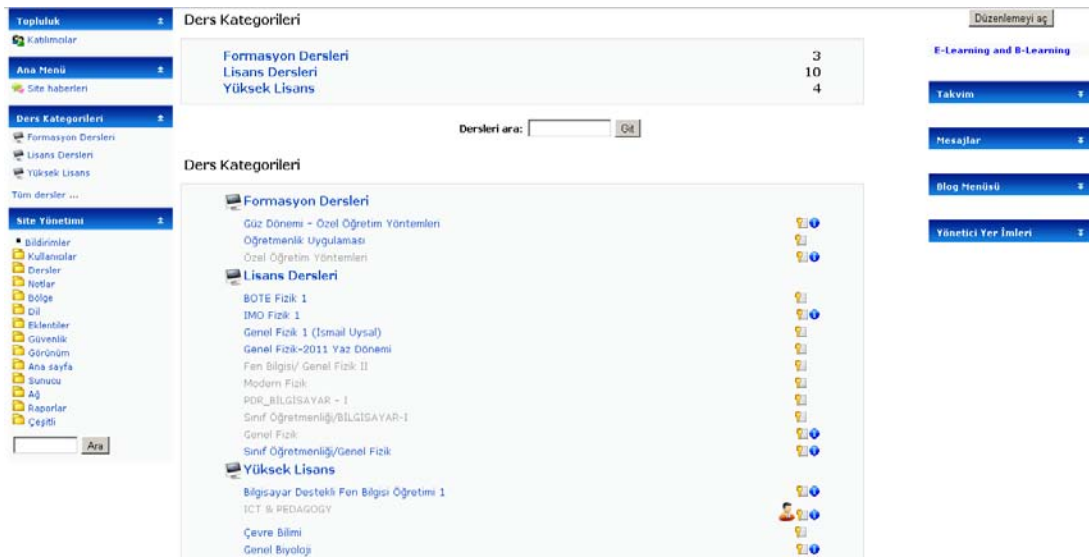 Topluluk
Katılımcılar
Ana Menü
Site haberleri
Ders Kategorileri
Formasyon Dersleri
Lisans Dersleri
Yüksek Lisans
Tüm dersler ...
Site Yönetimi
Bildirimler
Kullanıcılar
Dersler
Notlar
Bölge
Dil
Eklentiler
Güvenlik
Görünüm
Ana sayfa
Sunucu
Ağ
Raporlar
Çeşitli
Ara
Ders Kategorileri
Formasyon Dersleri 3
Lisans Dersleri 10
Yüksek Lisans 4
Dersleri ara: Git
Ders Kategorileri
Formasyon Dersleri
Güz Dönemi - Özel Öğretim Yöntemleri
Öğretmenlik Uygulaması
Özel Öğretim Yöntemleri
Lisans Dersleri
BOTE Fizik 1
IMO Fizik 1
Genel Fizik 1 (İsmail Uysal)
Genel Fizik-2011 Yaz Dönemi
Fen Bilgisi/ Genel Fizik II
Modern Fizik
PDR_BİLGİSAYAR - I
Sınıf Öğretmenliği/BİLGİSAYAR-I
Genel Fizik
Sınıf Öğretmenliği/Genel Fizik
Yüksek Lisans
Bilgisayar Destekli Fen Bilgisi Öğretimi 1
ICT & PEDAGOGY
Çevre Bilimi
Genel Biyoloji
Düzenlemeyi aç
E-Learning and B-Learning
Takvim
Mesajlar
Blog Menüsü
Yönetici Yer İmleri